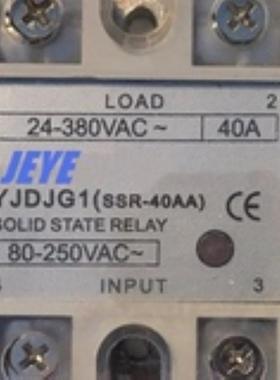 LOAD 2
24-380VAC ~ 40A
JEYE
YJDJG1(SSR-40AA) CE
SOLID STATE RELAY
80-250VAC~
INPUT 3